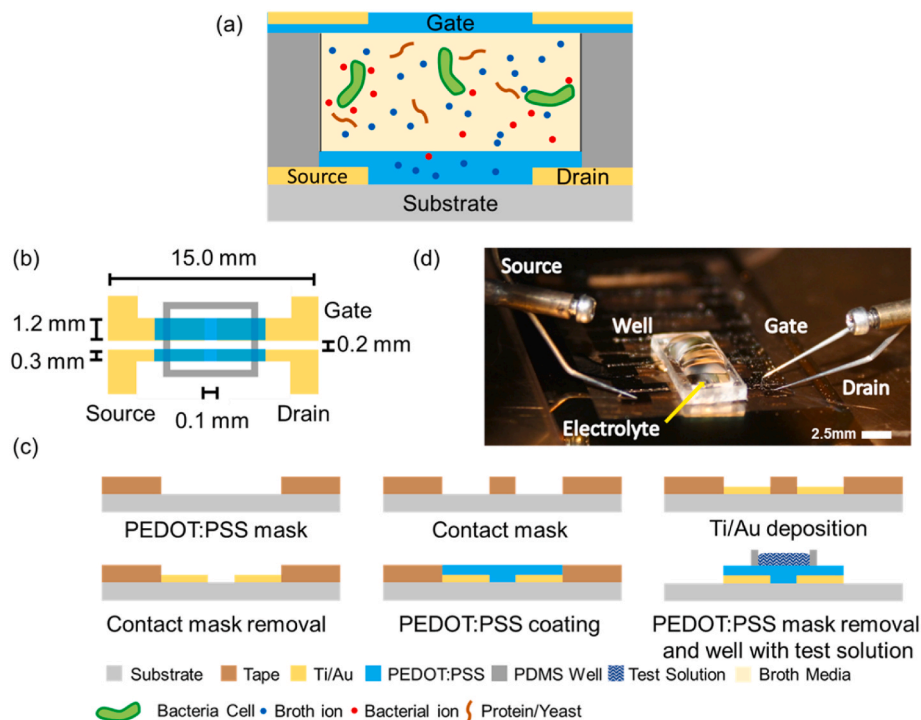 (a)
Gate
Source
Drain
Substrate
(b)
15.0 mm
Gate
1.2 mm
0.2 mm
0.3 mm
Source
Drain
0.1 mm
(d)
Source
Well
Gate
Drain
Electrolyte
2.5mm
(c)
PEDOT:PSS mask
Contact mask
Ti/Au deposition
Contact mask removal
PEDOT:PSS coating
PEDOT:PSS mask removal
and well with test solution
Substrate
Tape
Ti/Au
PEDOT:PSS
PDMS Well
Test Solution
Broth Media
Bacteria Cell
Broth ion
Bacterial ion
Protein/Yeast